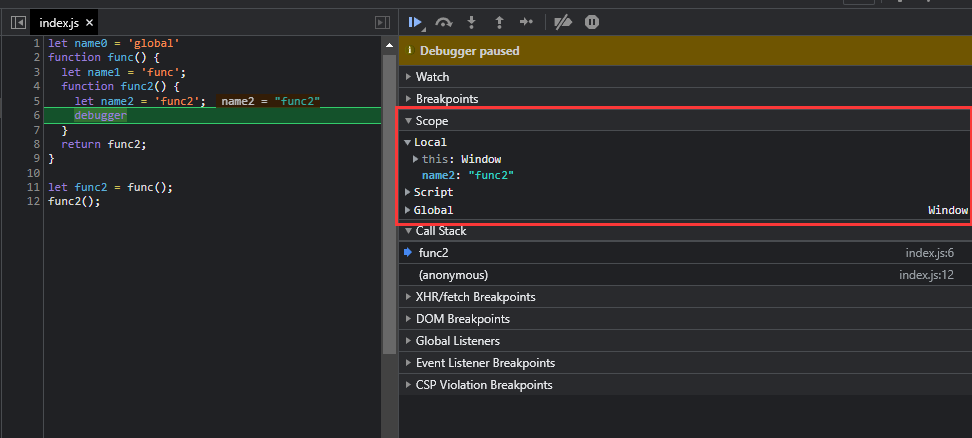 index.js ×
1 let name0 = 'global'
2 function func() {
3   let name1 = 'func';
4   function func2() {
5     let name2 = 'func2';  name2 = "func2"
6     debugger
7   }
8   return func2;
9 }
10
11 let func2 = func();
12 func2();
Debugger paused
Watch
Breakpoints
Scope
Local
this: Window
name2: "func2"
Script
Global Window
Call Stack
func2 index.js:6
(anonymous) index.js:12
XHR/fetch Breakpoints
DOM Breakpoints
Global Listeners
Event Listener Breakpoints
CSP Violation Breakpoints